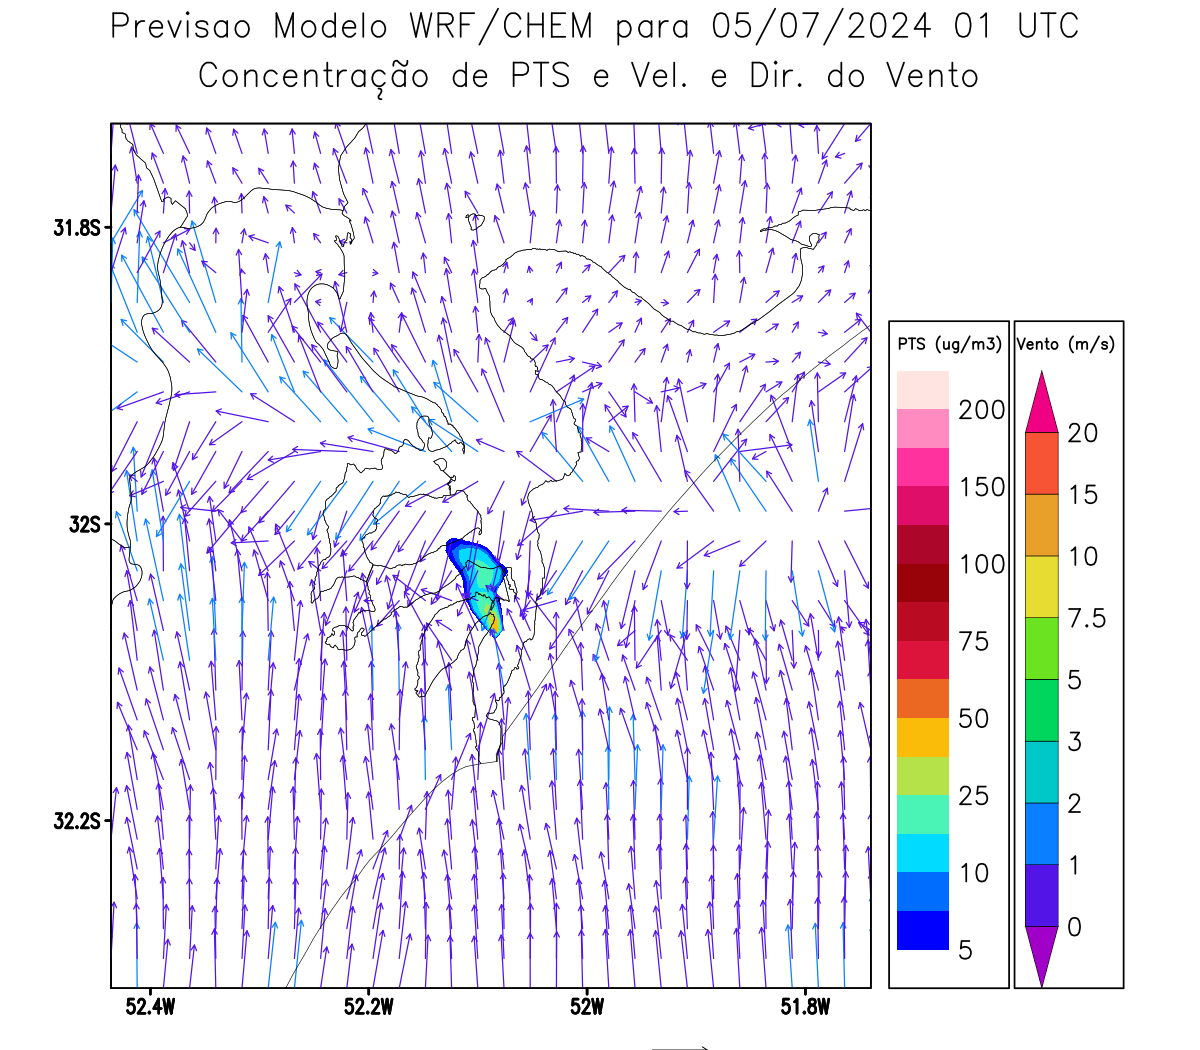 Previsao Modelo WRF/CHEM para 05/07/2024 01 UTC
Concentração de PTS e Vel. e Dir. do Vento
31.8S
32S
32.2S
52.4W
52.2W
52W
51.8W
PTS (ug/m3)
200
150
100
75
50
25
10
5
Vento (m/s)
20
15
10
7.5
5
3
2
1
0